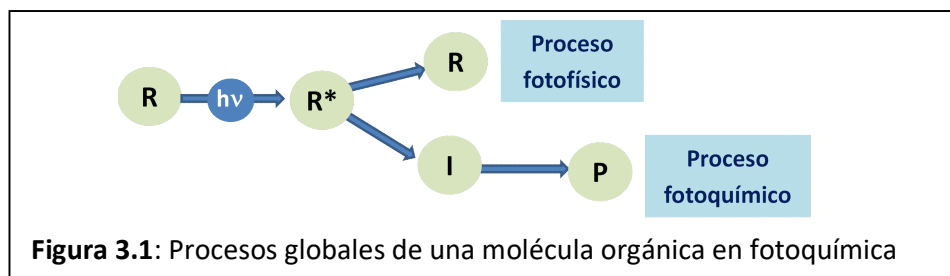 R
hν
R*
R
Proceso
fotofísico
I
P
Proceso
fotoquímico
Figura 3.1: Procesos globales de una molécula orgánica en fotoquímica